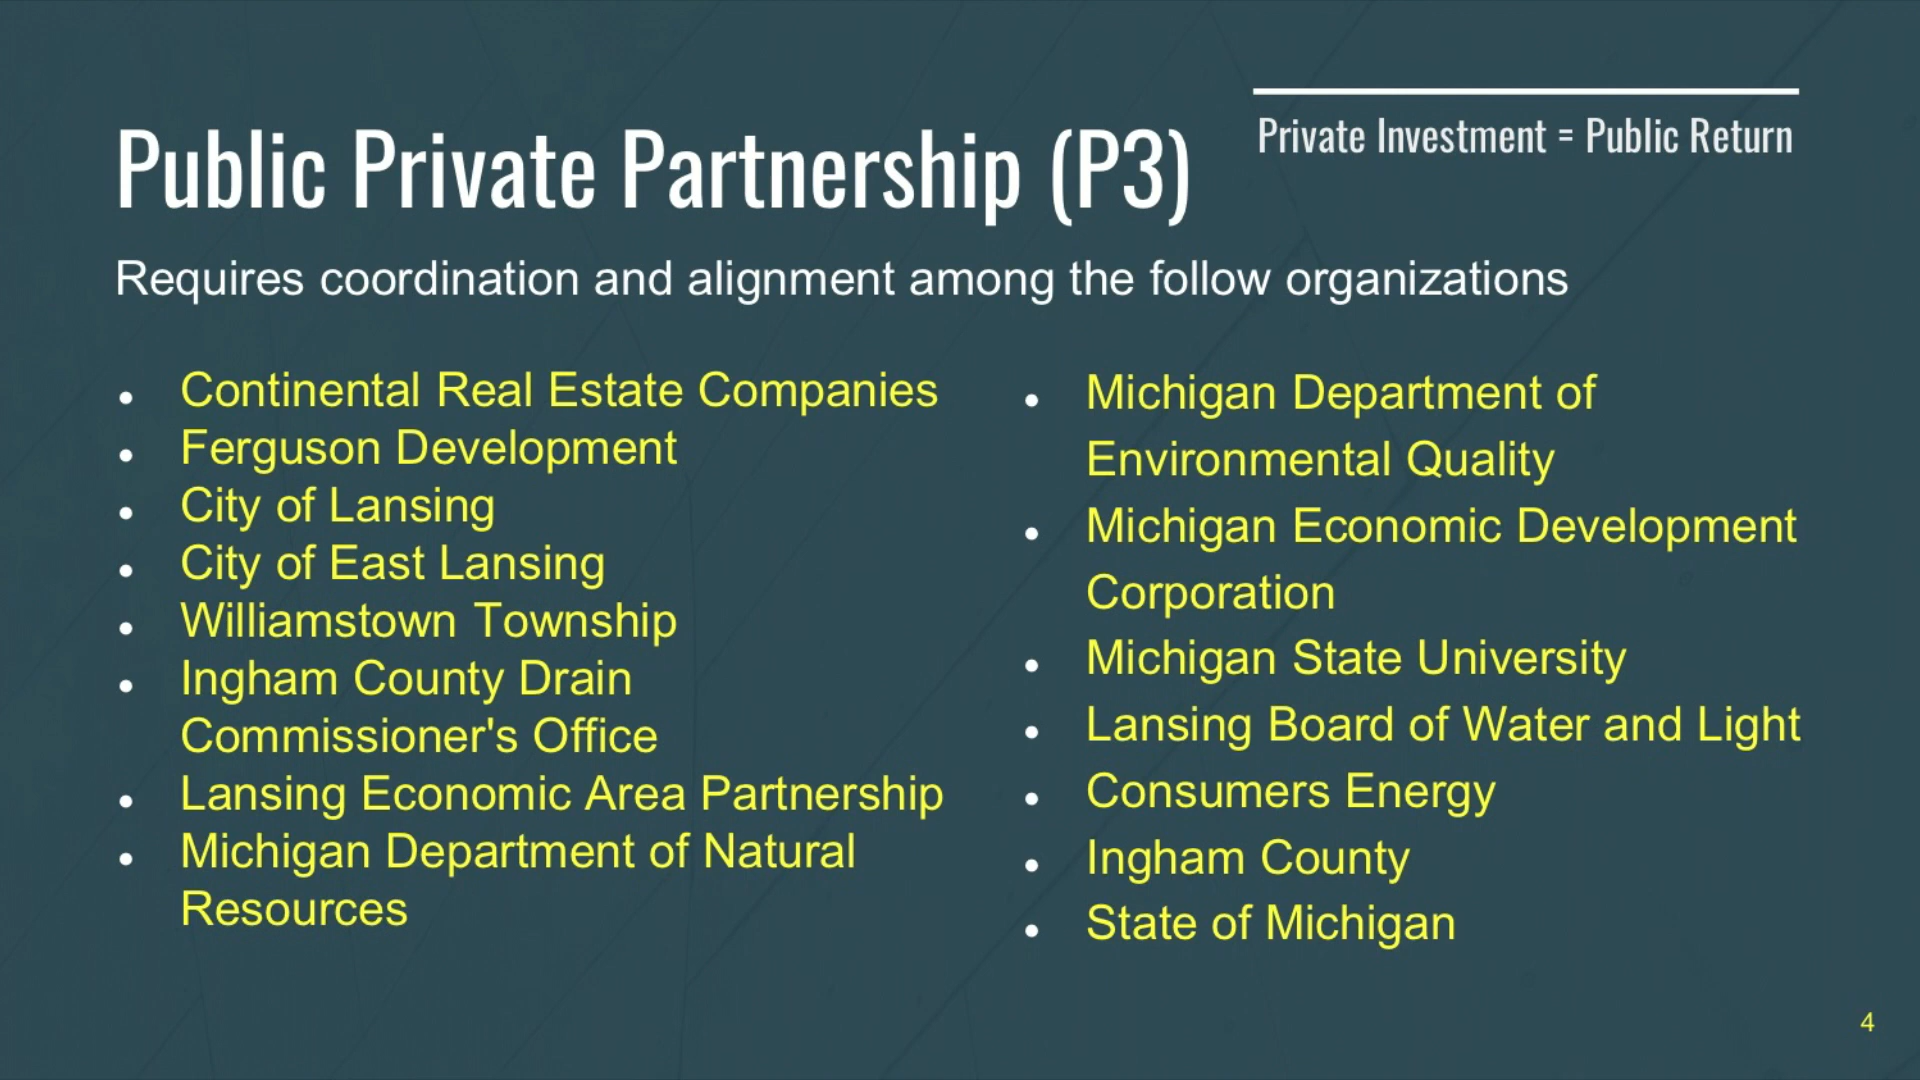 Public Private Partnership (P3)
Private Investment = Public Return
Requires coordination and alignment among the follow organizations
• Continental Real Estate Companies
• Ferguson Development
• City of Lansing
• City of East Lansing
• Williamstown Township
• Ingham County Drain
Commissioner's Office
• Lansing Economic Area Partnership
• Michigan Department of Natural
Resources
• Michigan Department of
Environmental Quality
• Michigan Economic Development
Corporation
• Michigan State University
• Lansing Board of Water and Light
• Consumers Energy
• Ingham County
• State of Michigan
4